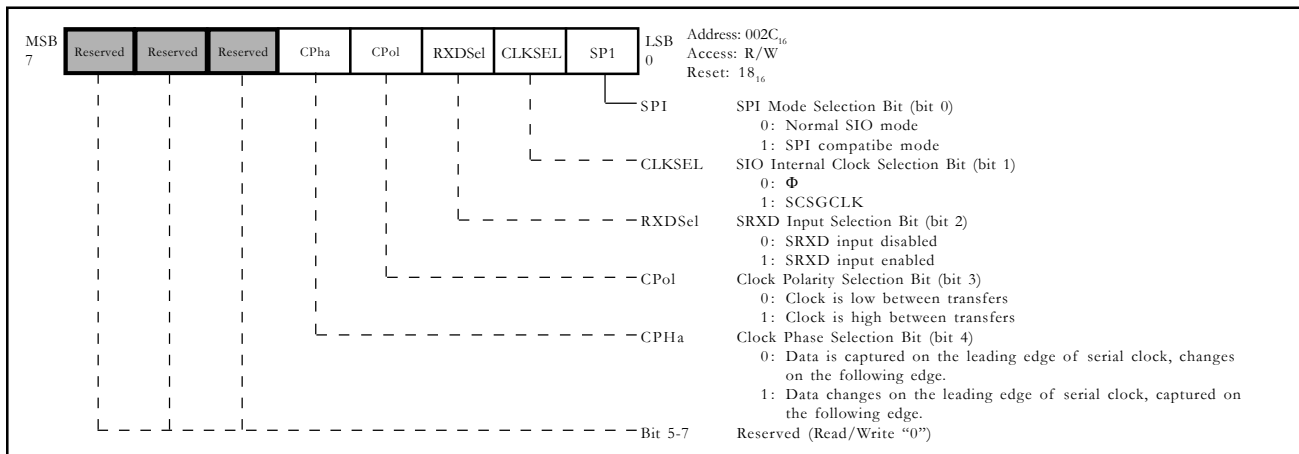 MSB
7
Reserved Reserved Reserved CPha CPol RXDSel CLKSEL SP1
LSB
0
Address: 002C16
Access: R/W
Reset: 1816
SPI SPI Mode Selection Bit (bit 0)
0: Normal SIO mode
1: SPI compatibe mode
CLKSEL SIO Internal Clock Selection Bit (bit 1)
0: Φ
1: SCSGCLK
RXDSel SRXD Input Selection Bit (bit 2)
0: SRXD input disabled
1: SRXD input enabled
CPol Clock Polarity Selection Bit (bit 3)
0: Clock is low between transfers
1: Clock is high between transfers
CPHa Clock Phase Selection Bit (bit 4)
0: Data is captured on the leading edge of serial clock, changes
on the following edge.
1: Data changes on the leading edge of serial clock, captured on
the following edge.
Bit 5-7 Reserved (Read/Write “0”)